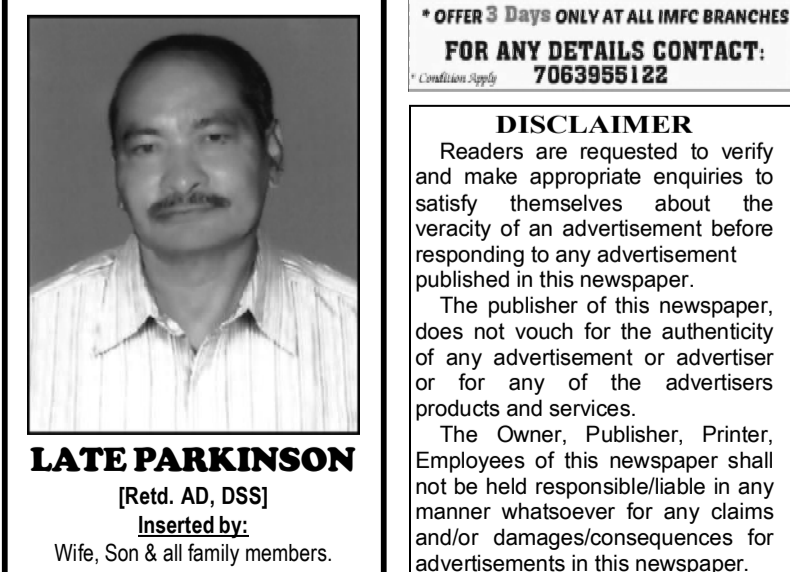 LATE PARKINSON
[Retd. AD, DSS]
Inserted by:
Wife, Son & all family members.
* OFFER 3 Days ONLY AT ALL IMFC BRANCHES
FOR ANY DETAILS CONTACT:
* Condition Apply 7063955122
DISCLAIMER
Readers are requested to verify
and make appropriate enquiries to
satisfy themselves about the
veracity of an advertisement before
responding to any advertisement
published in this newspaper.
The publisher of this newspaper,
does not vouch for the authenticity
of any advertisement or advertiser
or for any of the advertisers
products and services.
The Owner, Publisher, Printer,
Employees of this newspaper shall
not be held responsible/liable in any
manner whatsoever for any claims
and/or damages/consequences for
advertisements in this newspaper.